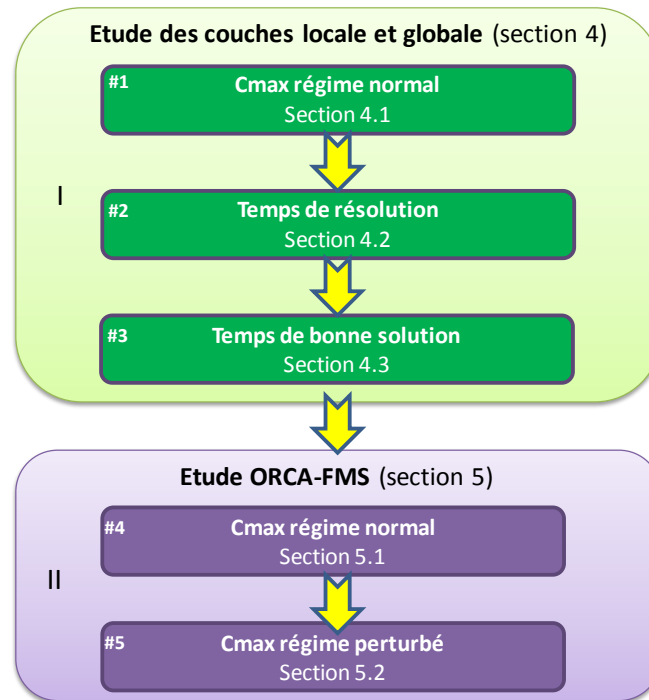 Etude des couches locale et globale (section 4)
#1
Cmax régime normal
Section 4.1
I
#2
Temps de résolution
Section 4.2
#3
Temps de bonne solution
Section 4.3
Etude ORCA-FMS (section 5)
#4
Cmax régime normal
Section 5.1
II
#5
Cmax régime perturbé
Section 5.2